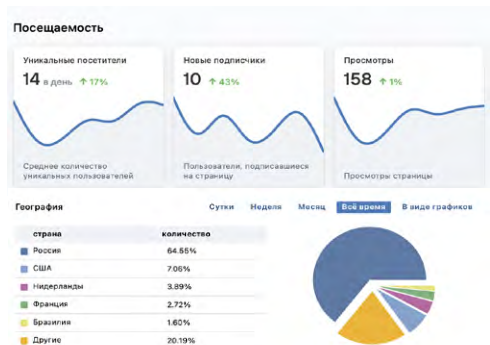 Посещаемость
Уникальные посетители
14 в день ↑ 17%
Среднее количество
уникальных пользователей
Новые подписчики
10 ↑ 43%
Пользователи, подписавшиеся
на страницу
Просмотры
158 ↑ 1%
Просмотры страницы
География
Сутки Неделя Месяц Всё время В виде графиков
страна количество
Россия 64.55%
США 7.06%
Нидерланды 3.89%
Франция 2.72%
Бразилия 1.60%
Другие 20.19%